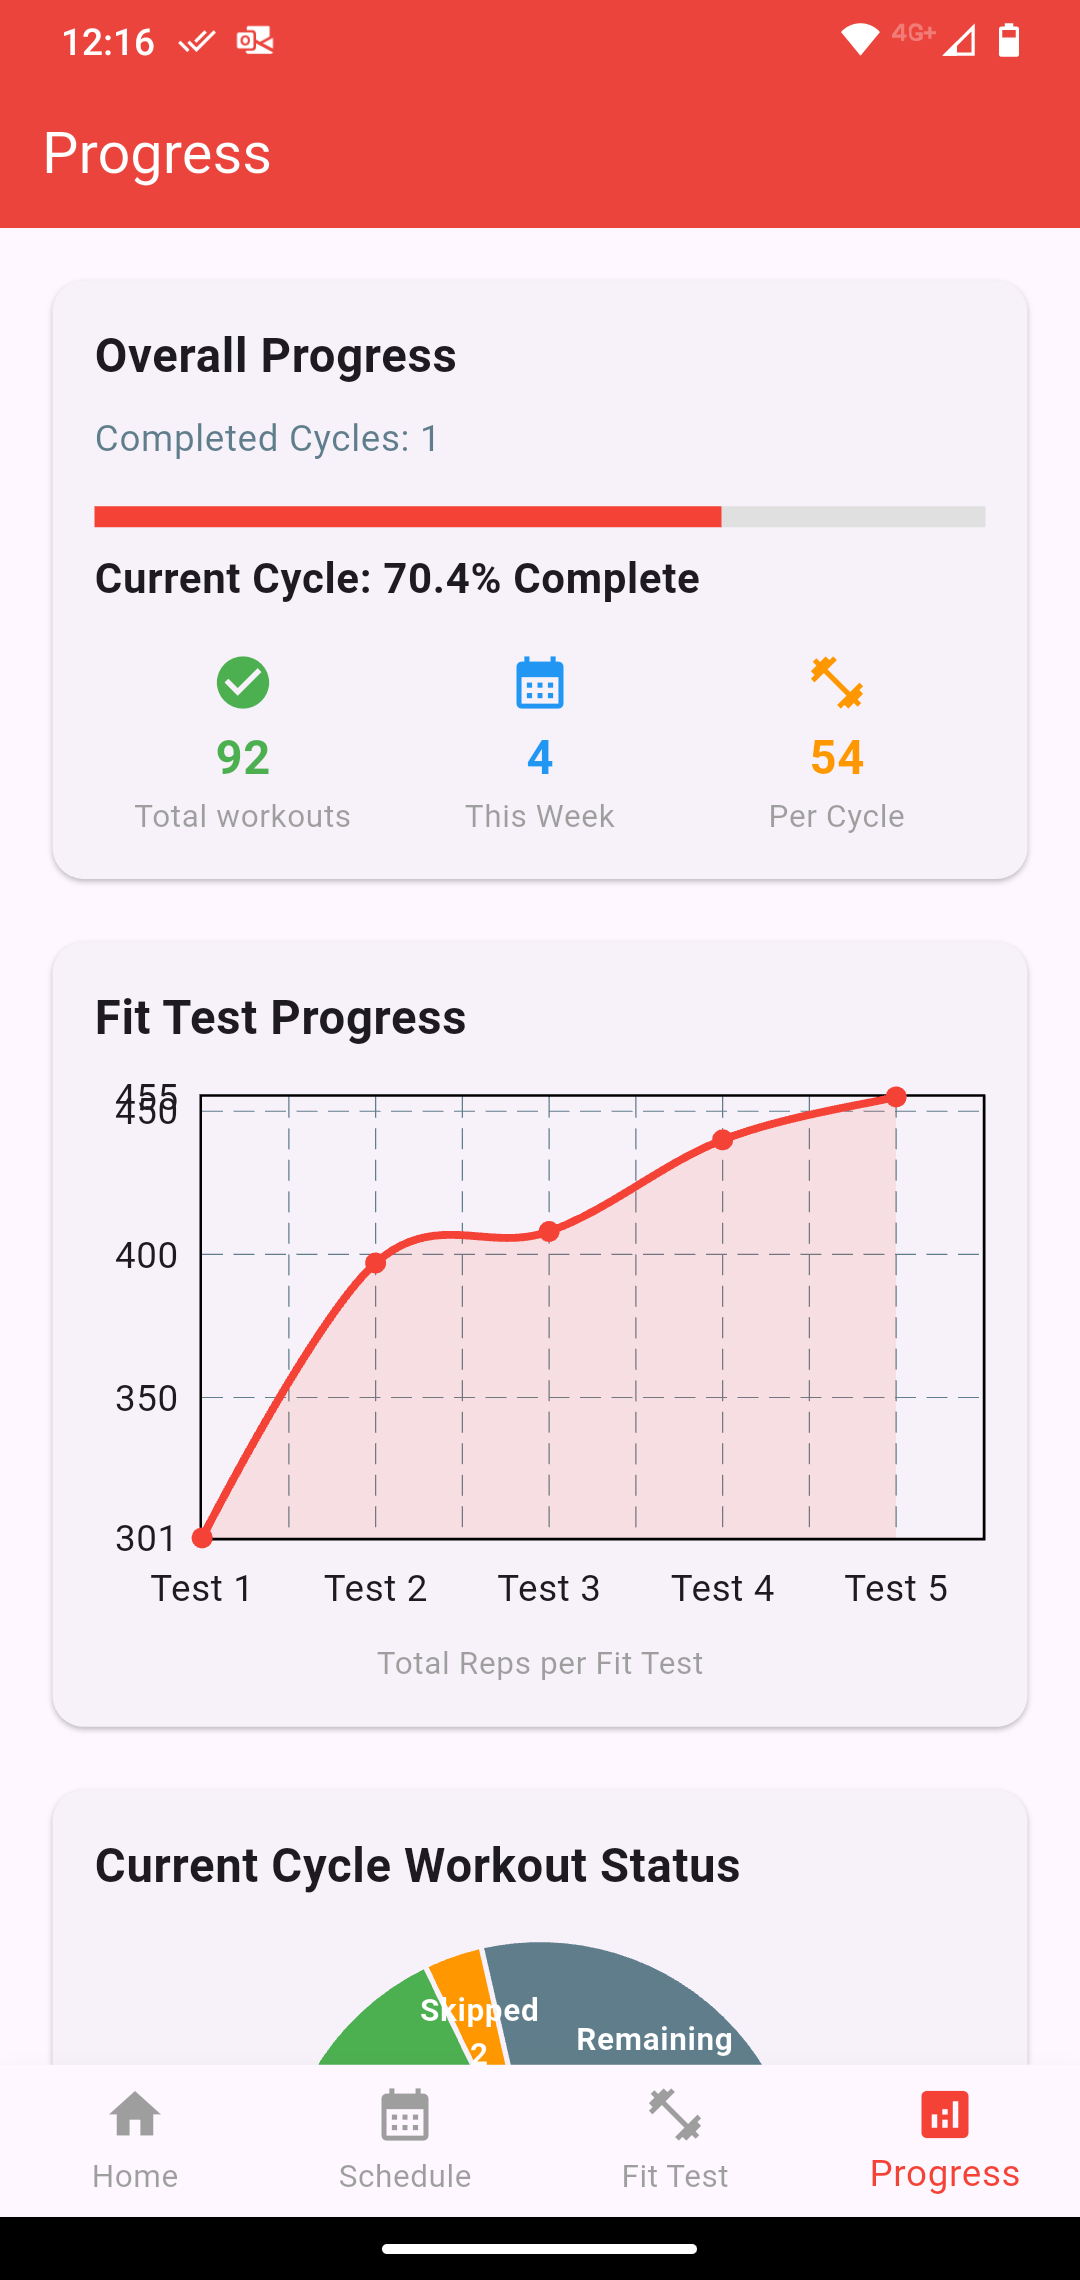 12:16
4G+
Progress
Overall Progress
Completed Cycles: 1
Current Cycle: 70.4% Complete
92
4
54
Total workouts
This Week
Per Cycle
Fit Test Progress
455
450
400
350
301
Test 1
Test 2
Test 3
Test 4
Test 5
Total Reps per Fit Test
Current Cycle Workout Status
Skipped
2
Remaining
Home
Schedule
Fit Test
Progress